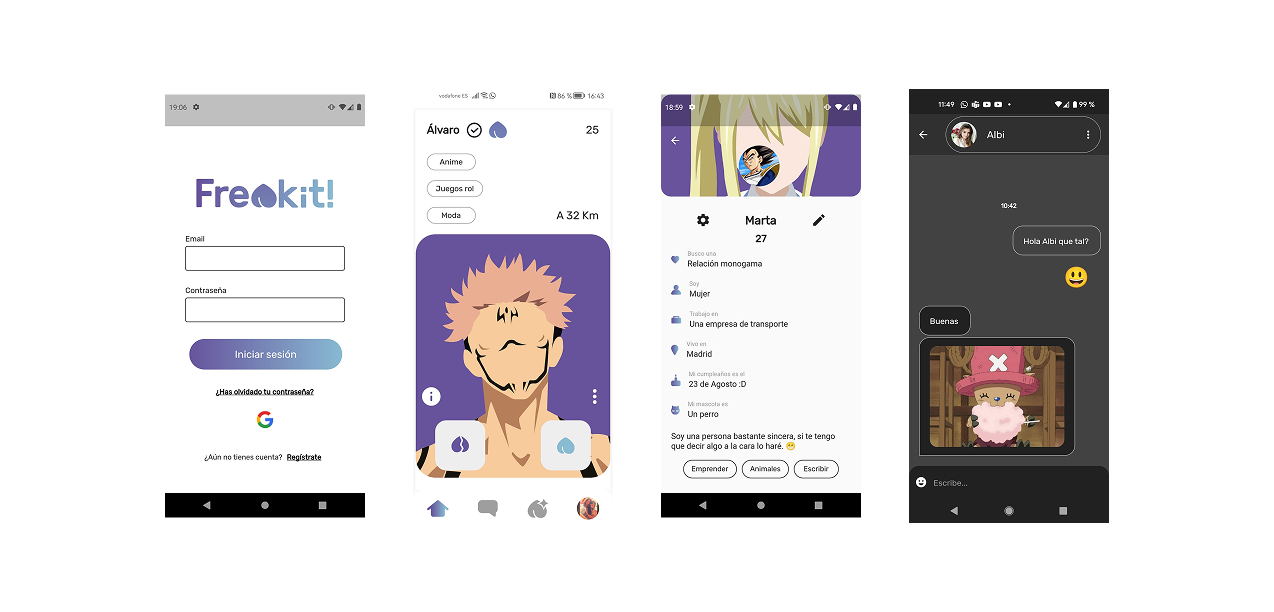 19:06
Freakit!
Email
Contraseña
Iniciar sesión
¿Has olvidado tu contraseña?
¿Aún no tienes cuenta? Regístrate
vodafone ES 86 % 16:43
Álvaro 25
Anime
Juegos rol
Moda
A 32 Km
18:59
Marta
27
Busco una
Relación monogama
Soy
Mujer
Trabajo en
Una empresa de transporte
Vivo en
Madrid
Mi cumpleaños es el
23 de Agosto :D
Mi mascota es
Un perro
Soy una persona bastante sincera, si te tengo
que decir algo a la cara lo haré. 😁
Emprender Animales Escribir
11:49 99 %
Albi
10:42
Hola Albi que tal?
😃
Buenas
Escribe...